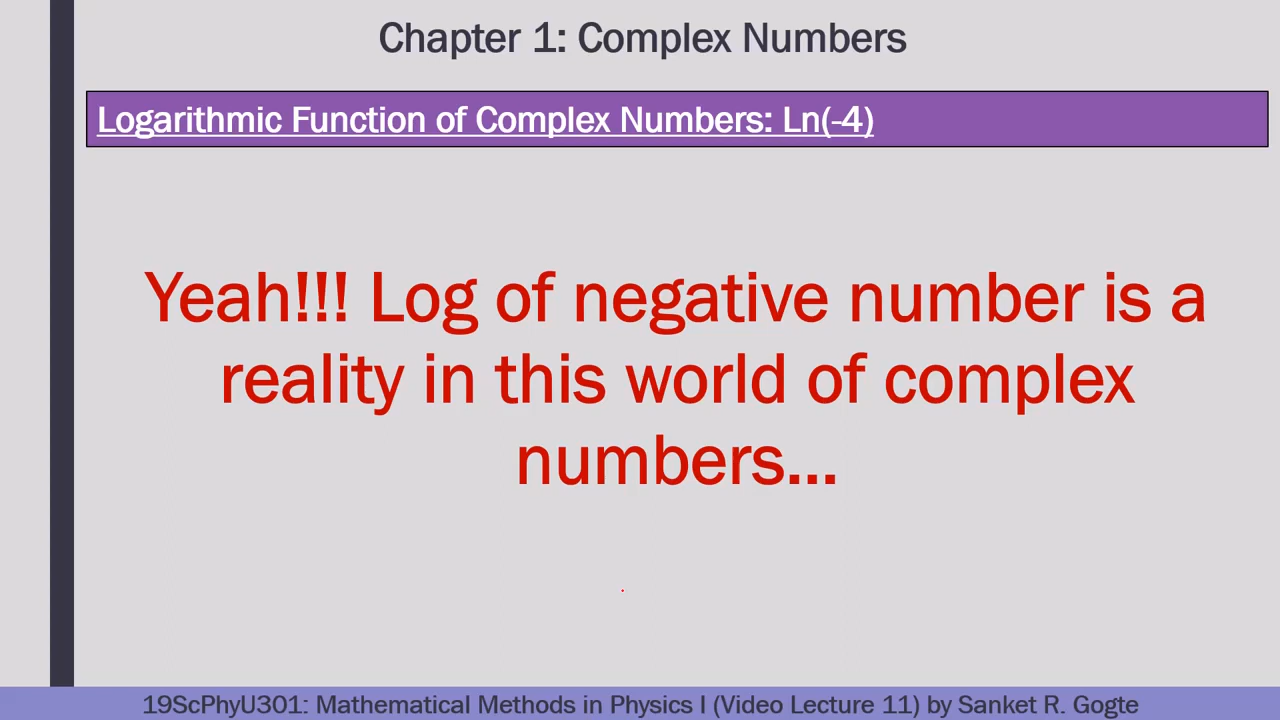 Chapter 1: Complex Numbers
Logarithmic Function of Complex Numbers: Ln(-4)
Yeah!!! Log of negative number is a
reality in this world of complex
numbers...
19ScPhyU301: Mathematical Methods in Physics I (Video Lecture 11) by Sanket R. Gogte